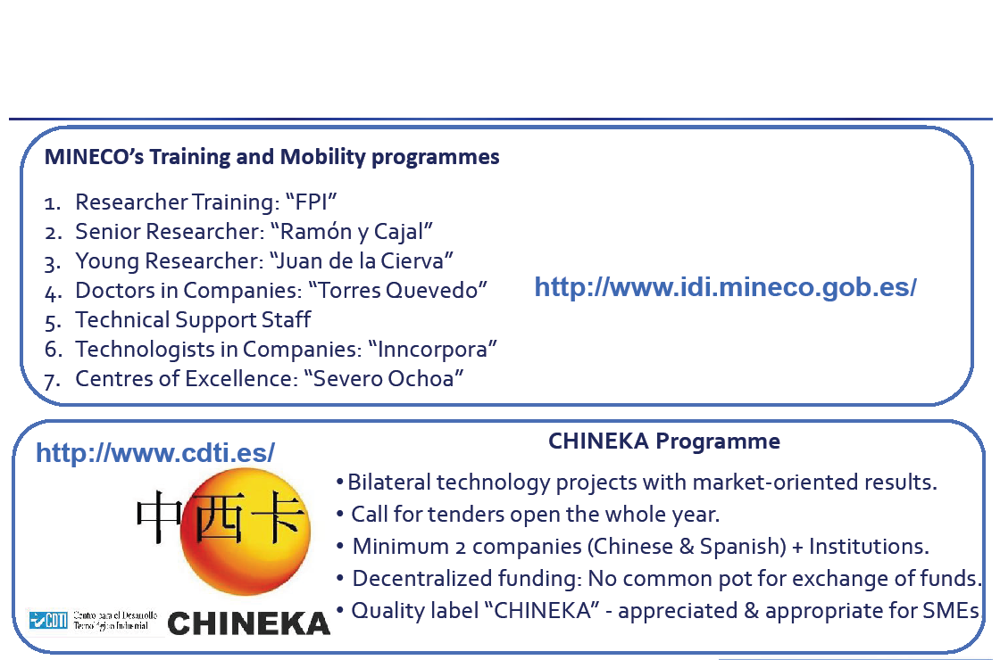 MINECO’s Training and Mobility programmes
1. Researcher Training: “FPI”
2. Senior Researcher: “Ramón y Cajal”
3. Young Researcher: “Juan de la Cierva”
4. Doctors in Companies: “Torres Quevedo”
5. Technical Support Staff
6. Technologists in Companies: “Inncorpora”
7. Centres of Excellence: “Severo Ochoa”
http://www.idi.mineco.gob.es/
http://www.cdti.es/
中西卡
CDTI Centro para el Desarrollo
Tecnológico Industrial
CHINEKA
CHINEKA Programme
• Bilateral technology projects with market-oriented results.
• Call for tenders open the whole year.
• Minimum 2 companies (Chinese & Spanish) + Institutions.
• Decentralized funding: No common pot for exchange of funds.
• Quality label “CHINEKA” - appreciated & appropriate for SMEs.